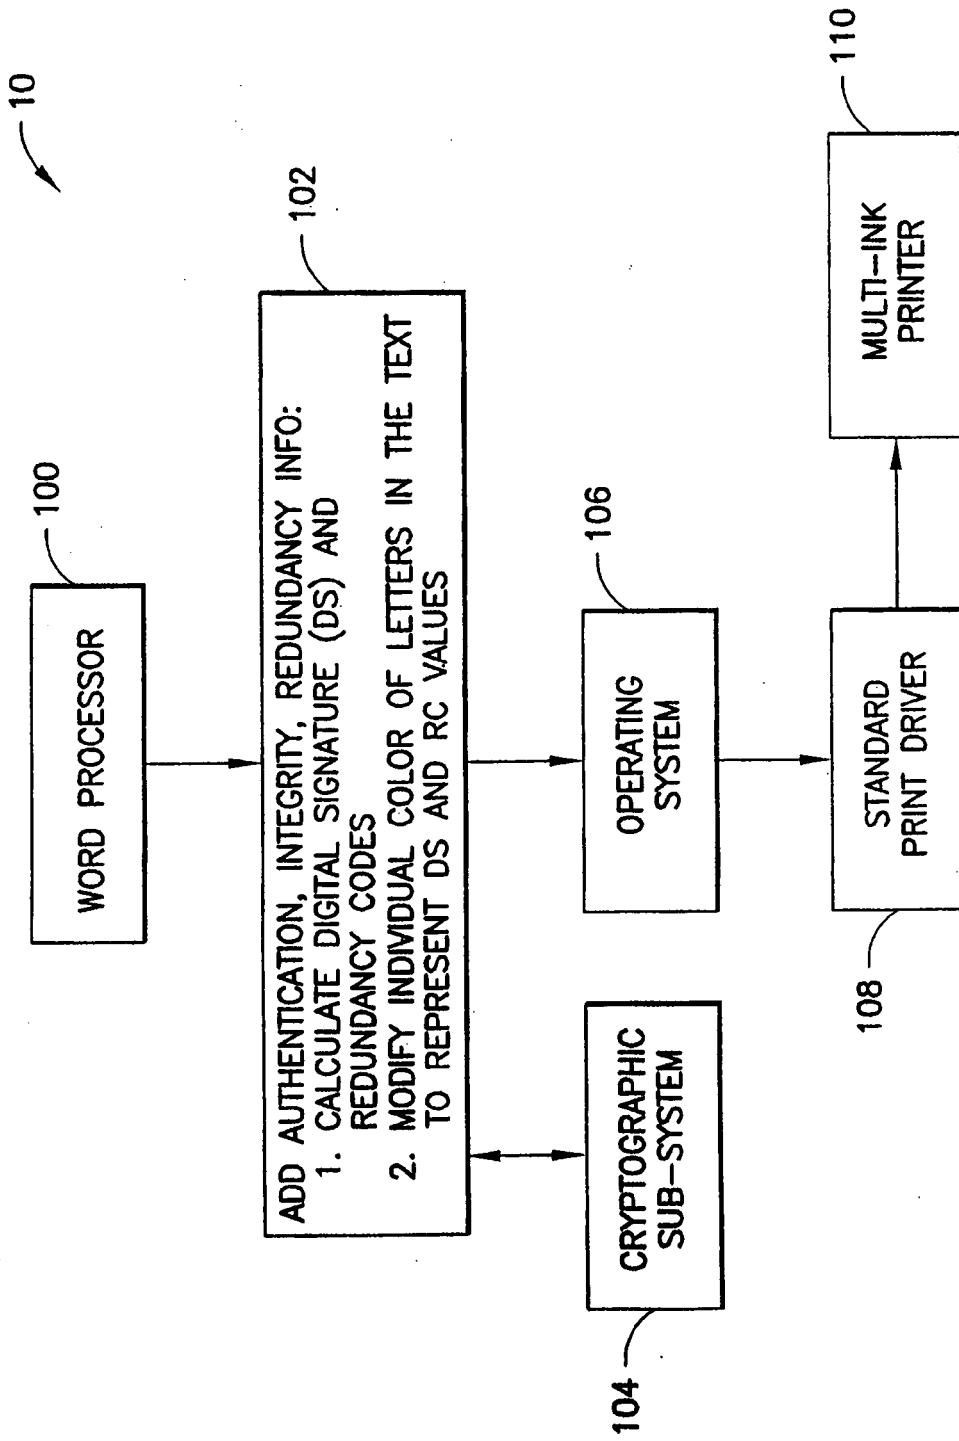 10
100
WORD PROCESSOR
102
ADD AUTHENTICATION, INTEGRITY, REDUNDANCY INFO:
1. CALCULATE DIGITAL SIGNATURE (DS) AND
REDUNDANCY CODES
2. MODIFY INDIVIDUAL COLOR OF LETTERS IN THE TEXT
TO REPRESENT DS AND RC VALUES
104
CRYPTOGRAPHIC
SUB-SYSTEM
106
OPERATING
SYSTEM
108
STANDARD
PRINT DRIVER
110
MULTI-INK
PRINTER